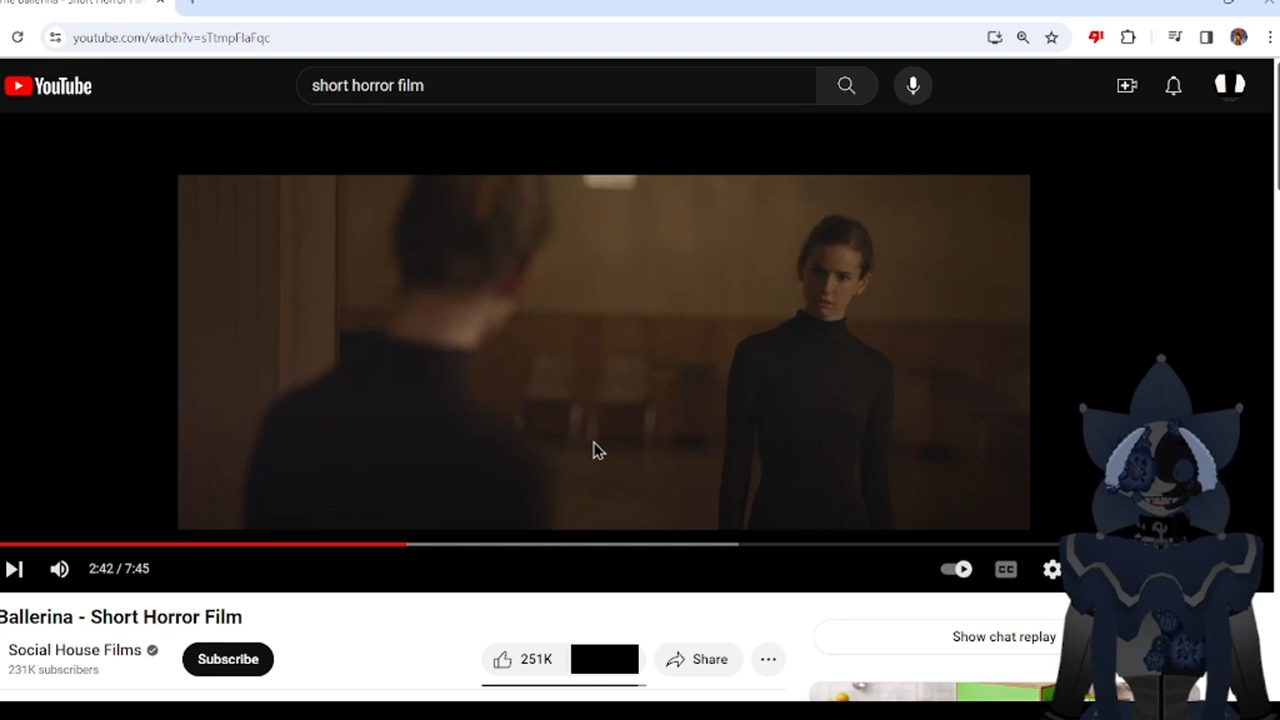 youtube.com/watch?v=sTtmpFlaFqc
YouTube
short horror film
2:42 / 7:45
CC
Ballerina - Short Horror Film
Social House Films
231K subscribers
Subscribe
251K
Share
Show chat replay